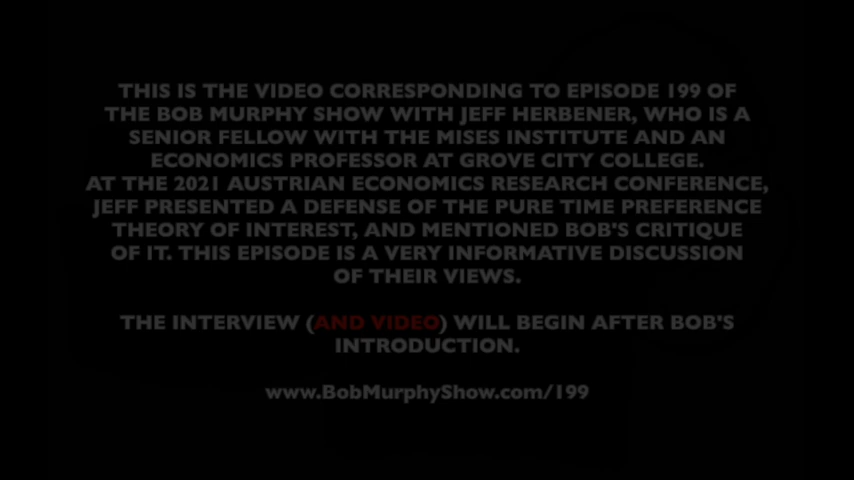 THIS IS THE VIDEO CORRESPONDING TO EPISODE 199 OF
THE BOB MURPHY SHOW WITH JEFF HERBENER, WHO IS A
SENIOR FELLOW WITH THE MISES INSTITUTE AND AN
ECONOMICS PROFESSOR AT GROVE CITY COLLEGE.
AT THE 2021 AUSTRIAN ECONOMICS RESEARCH CONFERENCE,
JEFF PRESENTED A DEFENSE OF THE PURE TIME PREFERENCE
THEORY OF INTEREST, AND MENTIONED BOB'S CRITIQUE
OF IT. THIS EPISODE IS A VERY INFORMATIVE DISCUSSION
OF THEIR VIEWS.
THE INTERVIEW (AND VIDEO) WILL BEGIN AFTER BOB'S
INTRODUCTION.
www.BobMurphyShow.com/199